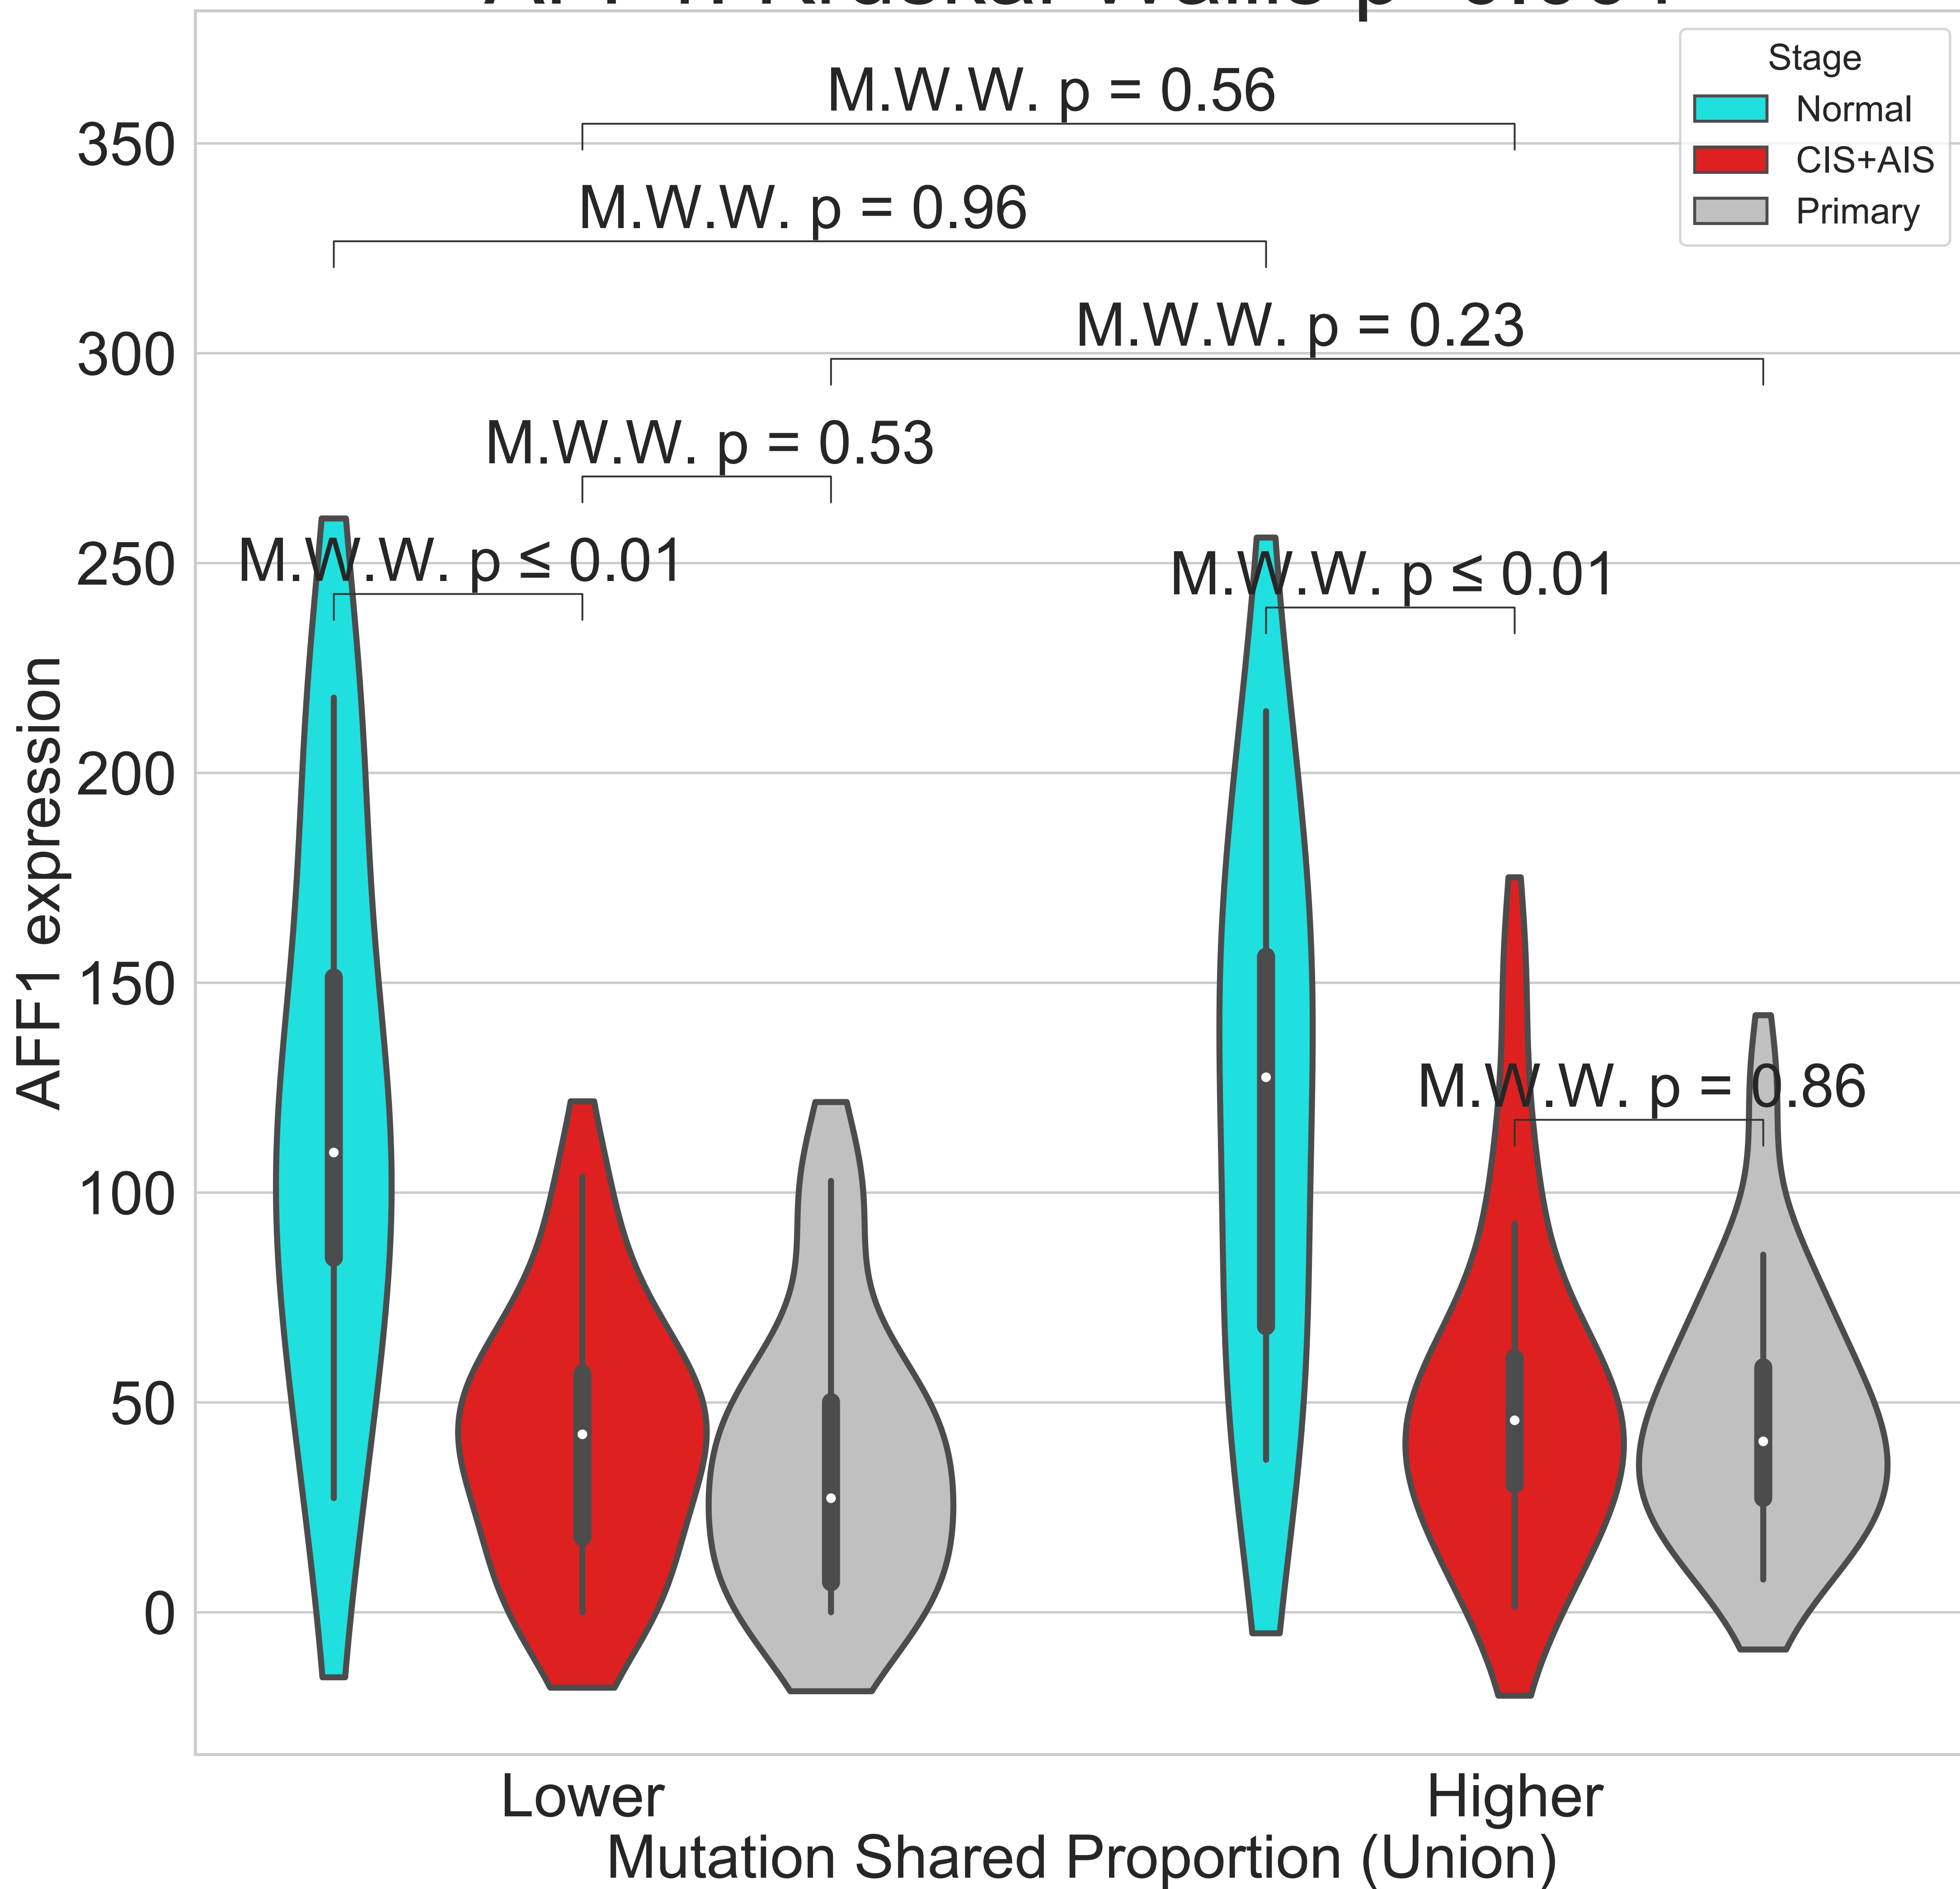 Stage
Normal
CIS+AIS
Primary
M.W.W. p = 0.56
M.W.W. p = 0.96
M.W.W. p = 0.23
M.W.W. p = 0.53
M.W.W. p ≤ 0.01
M.W.W. p ≤ 0.01
M.W.W. p = 0.86
350
300
250
200
150
100
50
0
AFF1 expression
Lower
Higher
Mutation Shared Proportion (Union)